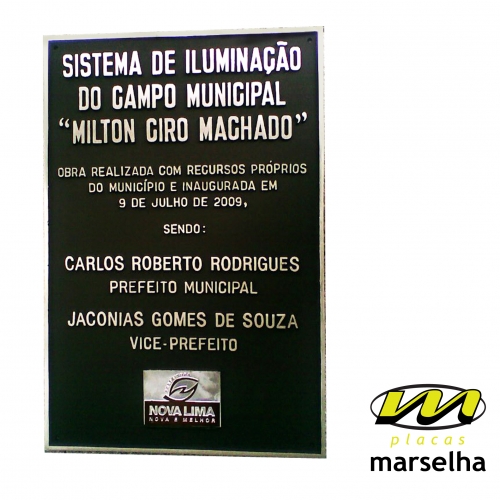 SISTEMA DE ILUMINAÇÃO
DO CAMPO MUNICIPAL
“MILTON CIRO MACHADO”
OBRA REALIZADA COM RECURSOS PRÓPRIOS
DO MUNICÍPIO E INAUGURADA EM
9 DE JULHO DE 2009,
SENDO:
CARLOS ROBERTO RODRIGUES
PREFEITO MUNICIPAL
JACONIAS GOMES DE SOUZA
VICE-PREFEITO
NOVA LIMA
NOVA E MELHOR
m
placas
marselha